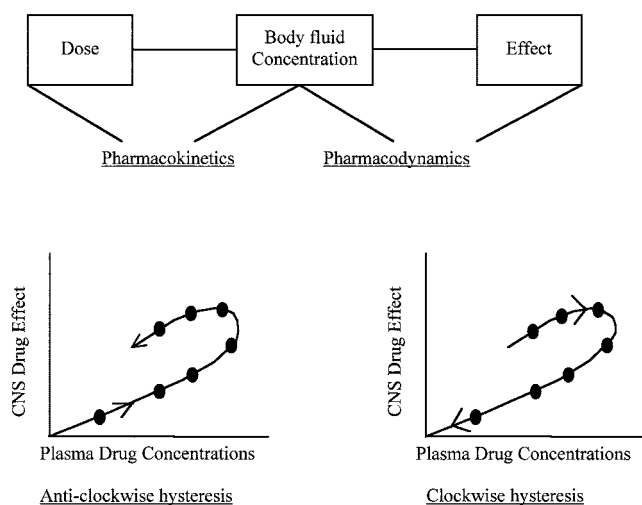 Dose
Body fluid
Concentration
Effect
Pharmacokinetics
Pharmacodynamics
CNS Drug Effect
Plasma Drug Concentrations
Anti-clockwise hysteresis
CNS Drug Effect
Plasma Drug Concentrations
Clockwise hysteresis